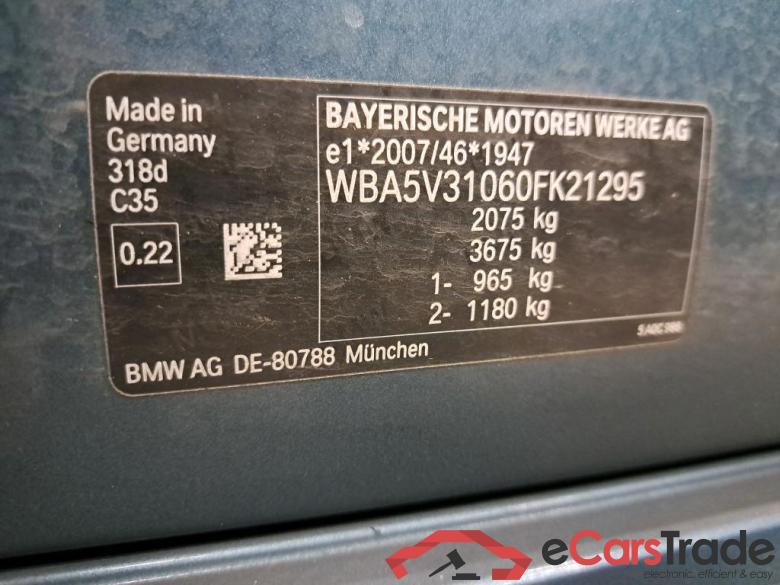 Made in
Germany
318d
C35
0.22
BAYERISCHE MOTOREN WERKE AG
e1*2007/46*1947
WBA5V31060FK21295
2075 kg
3675 kg
1- 965 kg
2- 1180 kg
BMW AG DE-80788 München
eCarsTrade
electronic, efficient & easy